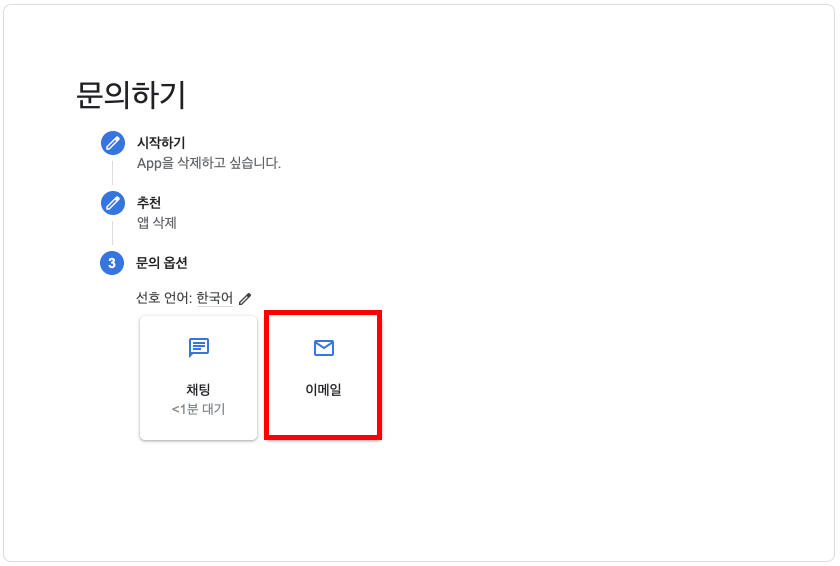 문의하기
시작하기
App을 삭제하고 싶습니다.
추천
앱 삭제
3 문의 옵션
선호 언어: 한국어
채팅
<1분 대기
이메일